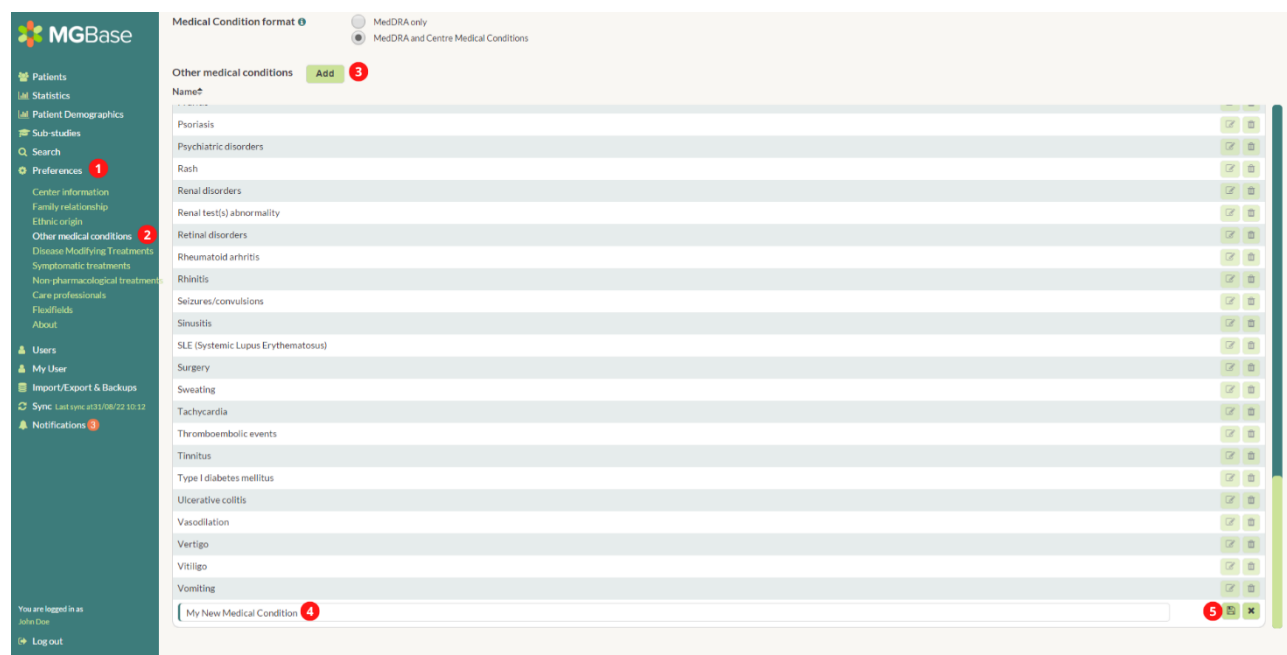 MGBase
Patients
Statistics
Patient Demographics
Sub-studies
Search
Preferences 1
Center information
Family relationship
Ethnic origin
Other medical conditions 2
Disease Modifying Treatments
Symptomatic treatments
Non-pharmacological treatments
Care professionals
Flexifields
About
Users
My User
Import/Export & Backups
Sync Last sync at31/08/22 10:12
Notifications 3
You are logged in as
John Doe
Log out
Medical Condition format
MedDRA only
MedDRA and Centre Medical Conditions
Other medical conditions Add 3
Name
Psoriasis
Psychiatric disorders
Rash
Renal disorders
Renal test(s) abnormality
Retinal disorders
Rheumatoid arhritis
Rhinitis
Seizures/convulsions
Sinusitis
SLE (Systemic Lupus Erythematosus)
Surgery
Sweating
Tachycardia
Thromboembolic events
Tinnitus
Type I diabetes mellitus
Ulcerative colitis
Vasodilation
Vertigo
Vitiligo
Vomiting
My New Medical Condition 4
5